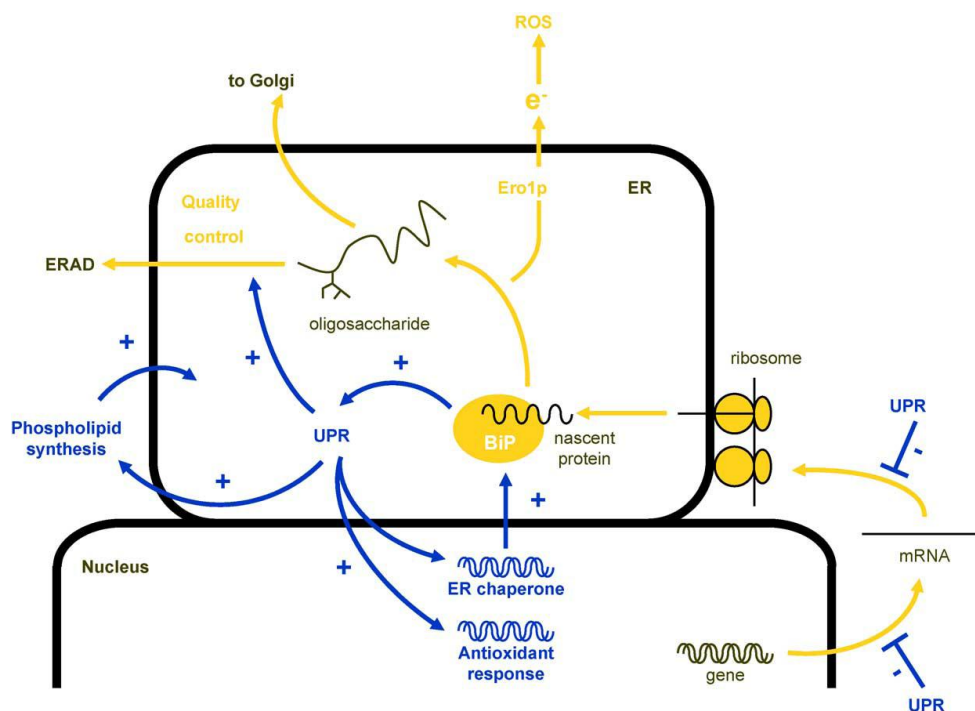 ROS
to Golgi
e-
Ero1p
ER
Quality
control
ERAD
oligosaccharide
ribosome
+
+
+
Phospholipid
synthesis
UPR
BiP
nascent
protein
UPR
-
+
+
mRNA
Nucleus
+
ER chaperone
Antioxidant
response
gene
-
UPR